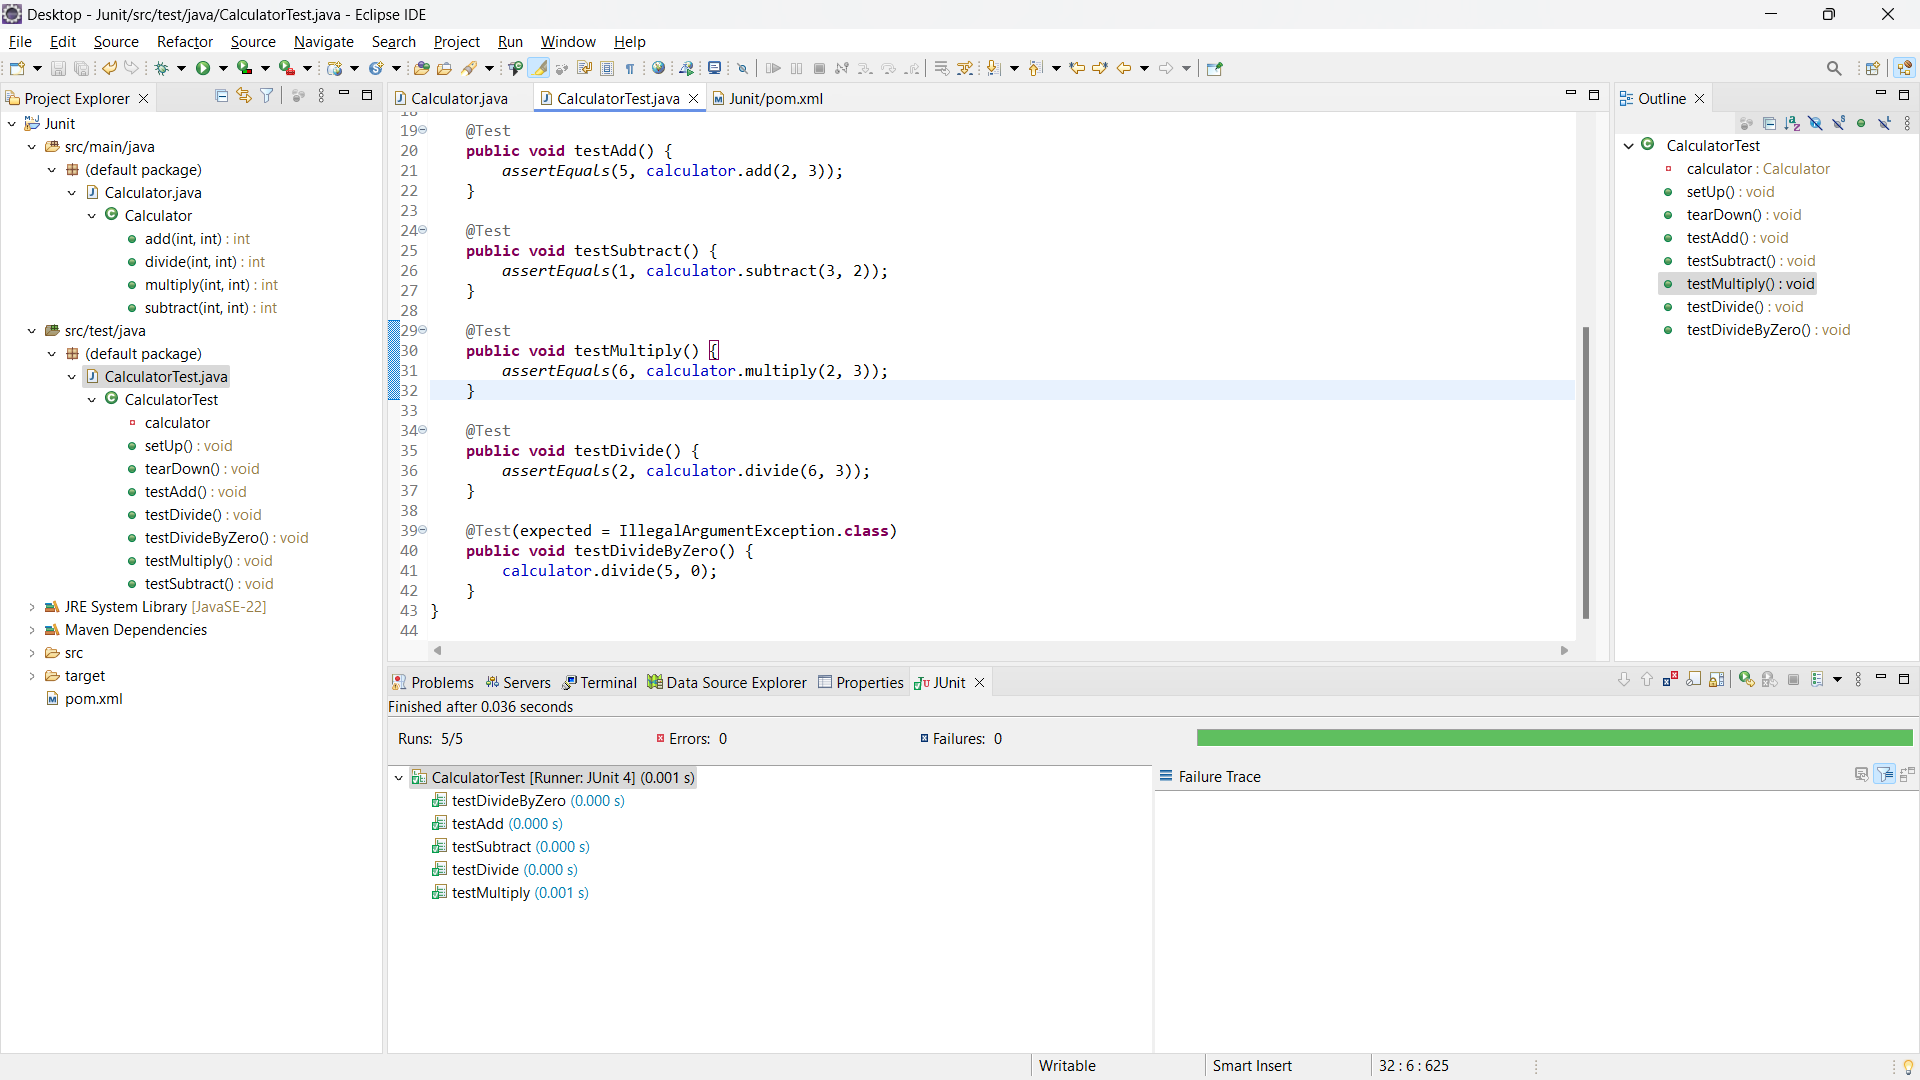 Desktop - Junit/src/test/java/CalculatorTest.java - Eclipse IDE
File Edit Source Refactor Source Navigate Search Project Run Window Help
Project Explorer
Junit
src/main/java
(default package)
Calculator.java
Calculator
add(int, int) : int
divide(int, int) : int
multiply(int, int) : int
subtract(int, int) : int
src/test/java
(default package)
CalculatorTest.java
CalculatorTest
calculator
setUp() : void
tearDown() : void
testAdd() : void
testDivide() : void
testDivideByZero() : void
testMultiply() : void
testSubtract() : void
JRE System Library [JavaSE-22]
Maven Dependencies
src
target
pom.xml
Calculator.java CalculatorTest.java Junit/pom.xml
18
19 @Test
20 public void testAdd() {
21 assertEquals(5, calculator.add(2, 3));
22 }
23
24 @Test
25 public void testSubtract() {
26 assertEquals(1, calculator.subtract(3, 2));
27 }
28
29 @Test
30 public void testMultiply() {
31 assertEquals(6, calculator.multiply(2, 3));
32 }
33
34 @Test
35 public void testDivide() {
36 assertEquals(2, calculator.divide(6, 3));
37 }
38
39 @Test(expected = IllegalArgumentException.class)
40 public void testDivideByZero() {
41 calculator.divide(5, 0);
42 }
43 }
44
Outline
CalculatorTest
calculator : Calculator
setUp() : void
tearDown() : void
testAdd() : void
testSubtract() : void
testMultiply() : void
testDivide() : void
testDivideByZero() : void
Problems Servers Terminal Data Source Explorer Properties JUnit
Finished after 0.036 seconds
Runs: 5/5 Errors: 0 Failures: 0
CalculatorTest [Runner: JUnit 4] (0.001 s)
testDivideByZero (0.000 s)
testAdd (0.000 s)
testSubtract (0.000 s)
testDivide (0.000 s)
testMultiply (0.001 s)
Failure Trace
Writable Smart Insert 32 : 6 : 625